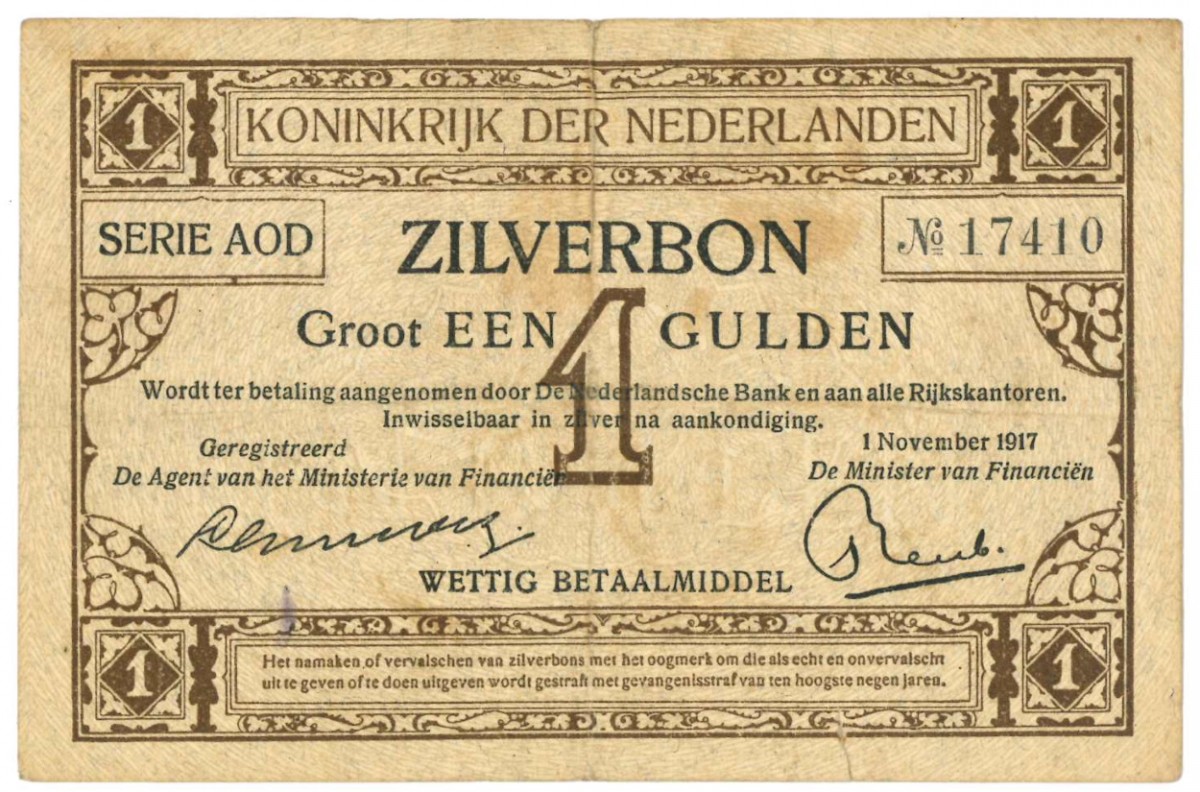 1 KONINKRIJK DER NEDERLANDEN 1
SERIE AOD
ZILVERBON
№ 17410
Groot EEN 1 GULDEN
Wordt ter betaling aangenomen door De Nederlandsche Bank en aan alle Rijkskantoren.
Inwisselbaar in zilver na aankondiging.
Geregistreerd
De Agent van het Ministerie van Financiën
1 November 1917
De Minister van Financiën
WETTIG BETAALMIDDEL
1 1
Het namaken of vervalschen van zilverbons met het oogmerk om die als echt en onvervalscht
uit te geven of te doen uitgeven wordt gestraft met gevangenisstraf van ten hoogste negen jaren.